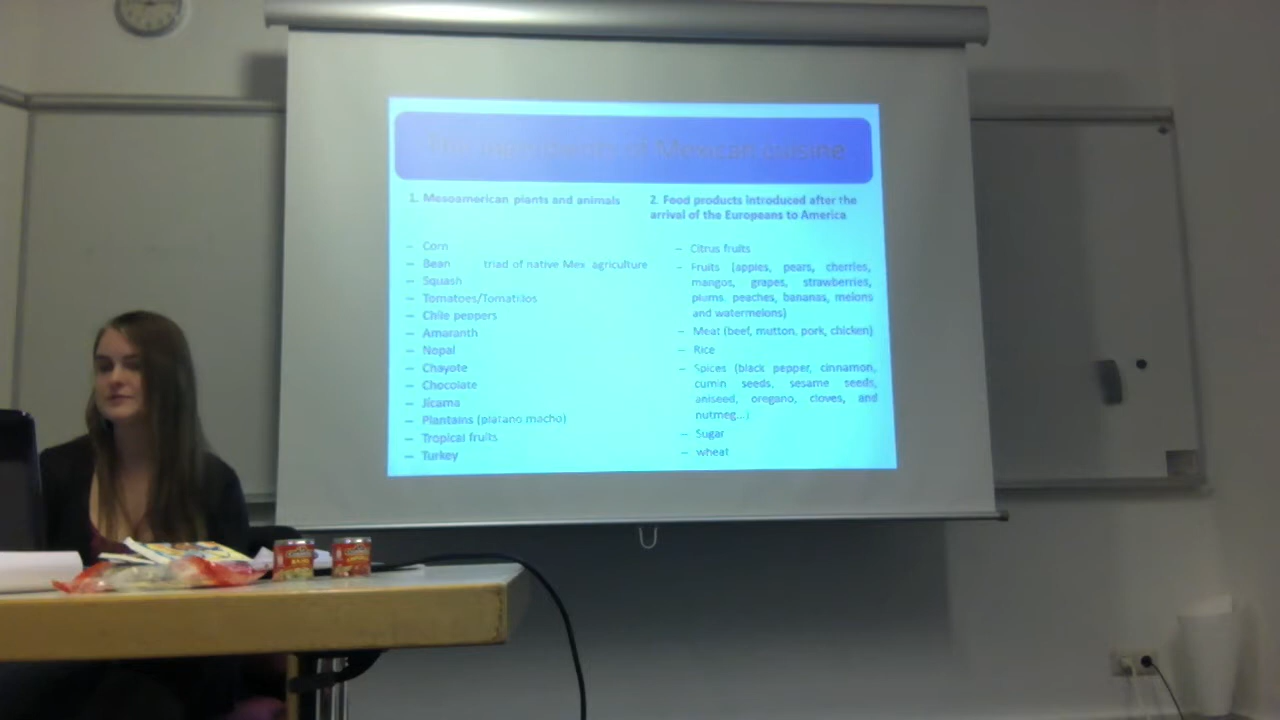 The ingredients of Mexican cuisine
1. Mesoamerican plants and animals
– Corn
– Bean triad of native Mex agriculture
– Squash
– Tomatoes/Tomatillos
– Chile peppers
– Amaranth
– Nopal
– Chayote
– Chocolate
– Jícama
– Plantains (platano macho)
– Tropical fruits
– Turkey
2. Food products introduced after the
arrival of the Europeans to America
– Citrus fruits
– Fruits (apples, pears, cherries,
mangos, grapes, strawberries,
plums, peaches, bananas, melons
and watermelons)
– Meat (beef, mutton, pork, chicken)
– Rice
– Spices (black pepper, cinnamon,
cumin seeds, sesame seeds,
aniseed, oregano, cloves, and
nutmeg...)
– Sugar
– wheat